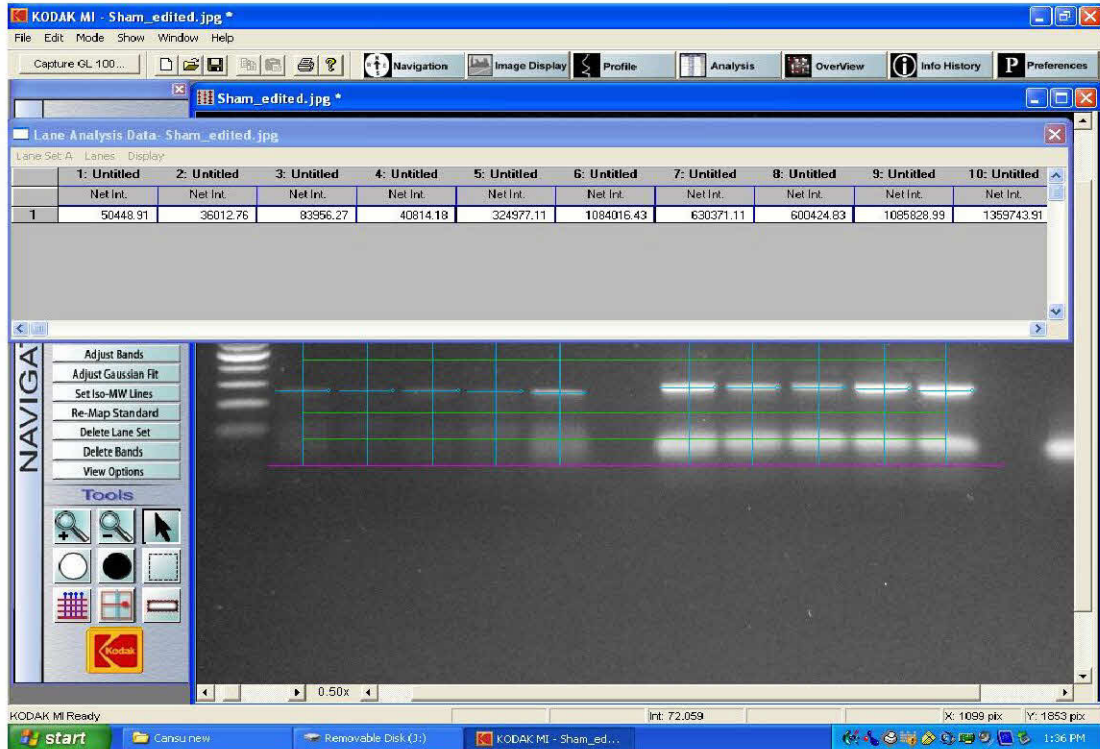 KODAK MI - Sham_edited.jpg *
File Edit Mode Show Window Help
Capture GL 100... Navigation Image Display Profile Analysis OverView Info History P Preferences
Sham_edited.jpg *
Lane Analysis Data- Sham_edited.jpg
Lane Set A Lanes Display
1: Untitled 2: Untitled 3: Untitled 4: Untitled 5: Untitled 6: Untitled 7: Untitled 8: Untitled 9: Untitled 10: Untitled
Net Int. Net Int. Net Int. Net Int. Net Int. Net Int. Net Int. Net Int. Net Int. Net Int.
1 50448.91 36012.76 83956.27 40814.18 324977.11 1084016.43 630371.11 600424.83 1085828.99 1359743.91
NAVIGAT
Adjust Bands
Adjust Gaussian Fit
Set Iso-MW Lines
Re-Map Standard
Delete Lane Set
Delete Bands
View Options
Tools
Kodak
0.50x
KODAK MI Ready Int: 72.059 X: 1099 pix Y: 1853 pix
start Cansu new Removable Disk (J:) KODAK MI - Sham_ed... 1:36 PM